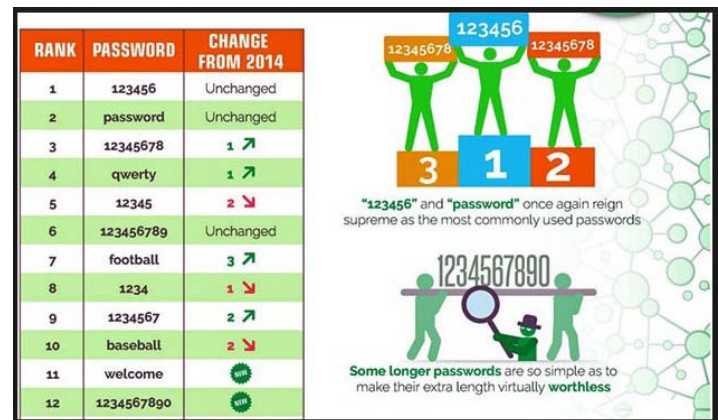 RANK PASSWORD CHANGE FROM 2014
1 123456 Unchanged
2 password Unchanged
3 12345678 1
4 qwerty 1
5 12345 2
6 123456789 Unchanged
7 football 3
8 1234 1
9 1234567 2
10 baseball 2
11 welcome NEW
12 1234567890 NEW
123456
12345678
12345678
3 1 2
"123456" and "password" once again reign
supreme as the most commonly used passwords
1234567890
Some longer passwords are so simple as to
make their extra length virtually worthless